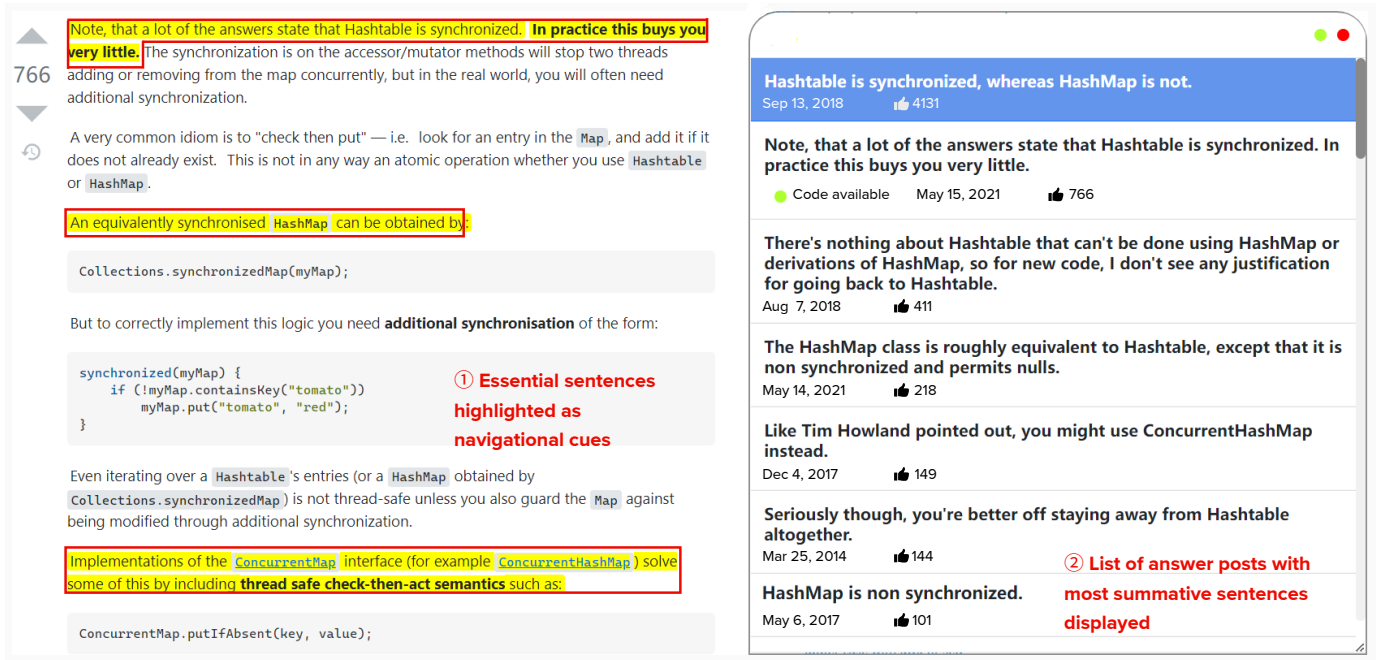 Note, that a lot of the answers state that Hashtable is synchronized. In practice this buys you
very little. The synchronization is on the accessor/mutator methods will stop two threads
766
adding or removing from the map concurrently, but in the real world, you will often need
additional synchronization.
A very common idiom is to "check then put" — i.e. look for an entry in the Map, and add it if it
does not already exist. This is not in any way an atomic operation whether you use Hashtable
or HashMap.
An equivalently synchronised HashMap can be obtained by:
Collections.synchronizedMap(myMap);
But to correctly implement this logic you need additional synchronisation of the form:
synchronized(myMap) {
if (!myMap.containsKey("tomato"))
myMap.put("tomato", "red");
}
① Essential sentences
highlighted as
navigational cues
Even iterating over a Hashtable's entries (or a HashMap obtained by
Collections.synchronizedMap) is not thread-safe unless you also guard the Map against
being modified through additional synchronization.
Implementations of the ConcurrentMap interface (for example ConcurrentHashMap) solve
some of this by including thread safe check-then-act semantics such as:
ConcurrentMap.putIfAbsent(key, value);
Hashtable is synchronized, whereas HashMap is not.
Sep 13, 2018 4131
Note, that a lot of the answers state that Hashtable is synchronized. In
practice this buys you very little.
Code available May 15, 2021 766
There's nothing about Hashtable that can't be done using HashMap or
derivations of HashMap, so for new code, I don't see any justification
for going back to Hashtable.
Aug 7, 2018 411
The HashMap class is roughly equivalent to Hashtable, except that it is
non synchronized and permits nulls.
May 14, 2021 218
Like Tim Howland pointed out, you might use ConcurrentHashMap
instead.
Dec 4, 2017 149
Seriously though, you're better off staying away from Hashtable
altogether.
Mar 25, 2014 144
HashMap is non synchronized.
May 6, 2017 101
② List of answer posts with
most summative sentences
displayed